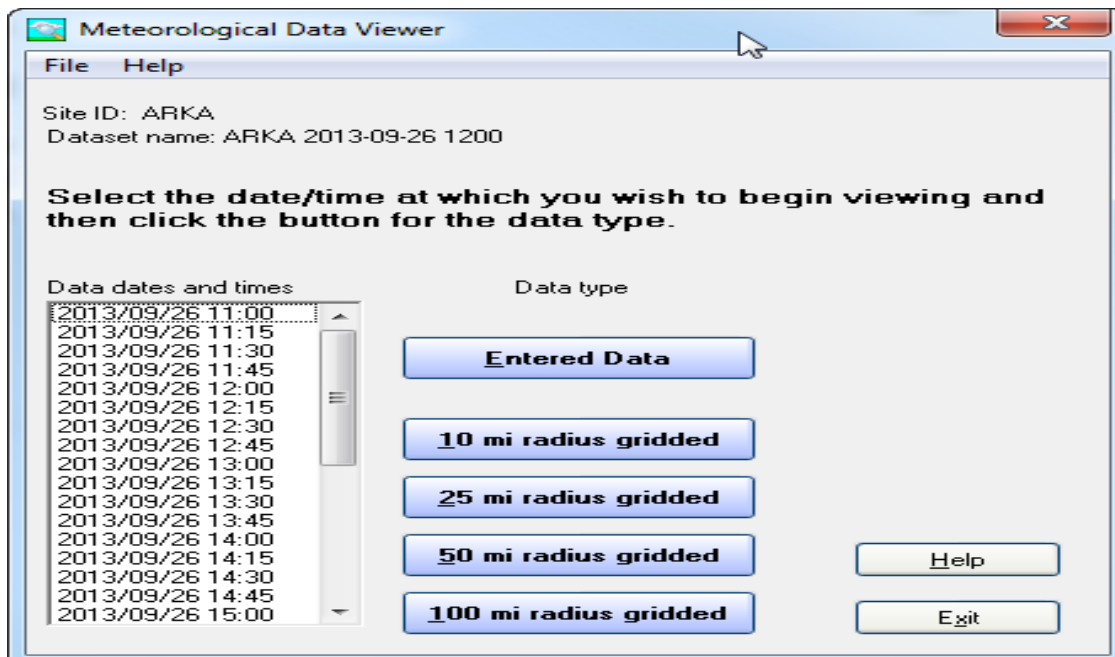 Meteorological Data Viewer
File Help
Site ID: ARKA
Dataset name: ARKA 2013-09-26 1200
Select the date/time at which you wish to begin viewing and
then click the button for the data type.
Data dates and times
2013/09/26 11:00
2013/09/26 11:15
2013/09/26 11:30
2013/09/26 11:45
2013/09/26 12:00
2013/09/26 12:15
2013/09/26 12:30
2013/09/26 12:45
2013/09/26 13:00
2013/09/26 13:15
2013/09/26 13:30
2013/09/26 13:45
2013/09/26 14:00
2013/09/26 14:15
2013/09/26 14:30
2013/09/26 14:45
2013/09/26 15:00
Data type
Entered Data
10 mi radius gridded
25 mi radius gridded
50 mi radius gridded
100 mi radius gridded
Help
Exit